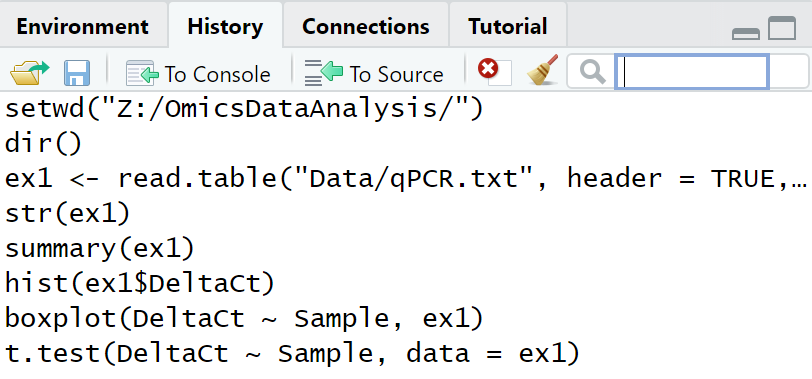 Environment History Connections Tutorial
To Console To Source
setwd("Z:/OmicsDataAnalysis/")
dir()
ex1 <- read.table("Data/qPCR.txt", header = TRUE,…
str(ex1)
summary(ex1)
hist(ex1$DeltaCt)
boxplot(DeltaCt ~ Sample, ex1)
t.test(DeltaCt ~ Sample, data = ex1)